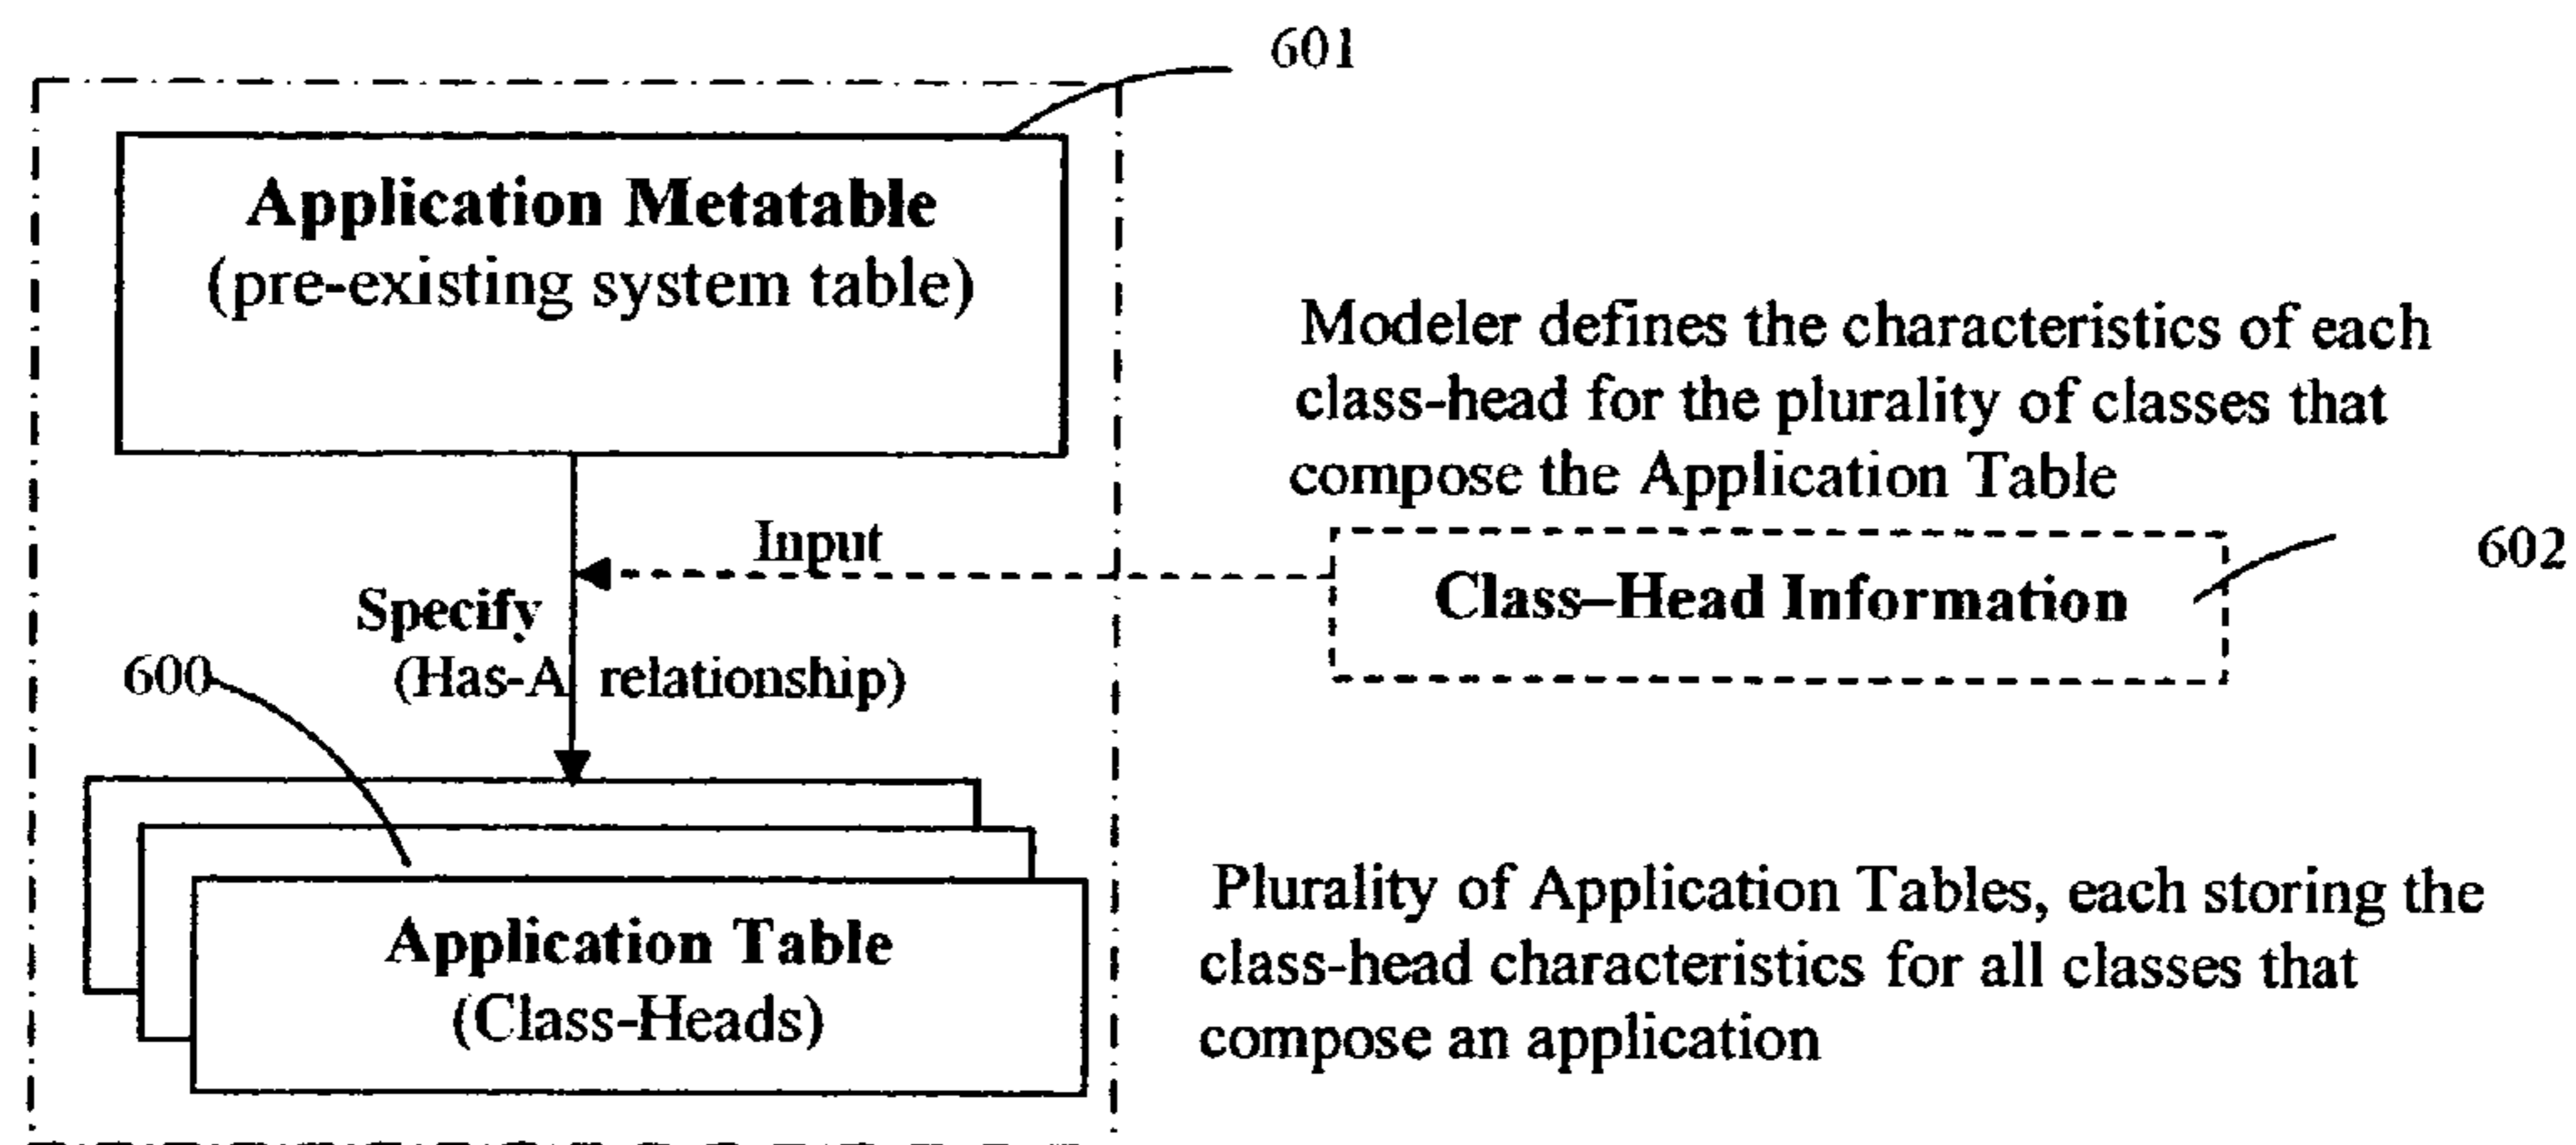 601
Application Metatable
(pre-existing system table)
Modeler defines the characteristics of each
class-head for the plurality of classes that
compose the Application Table
Input
602
Class–Head Information
Specify
(Has-A relationship)
600
Plurality of Application Tables, each storing the
class-head characteristics for all classes that
compose an application
Application Table
(Class-Heads)